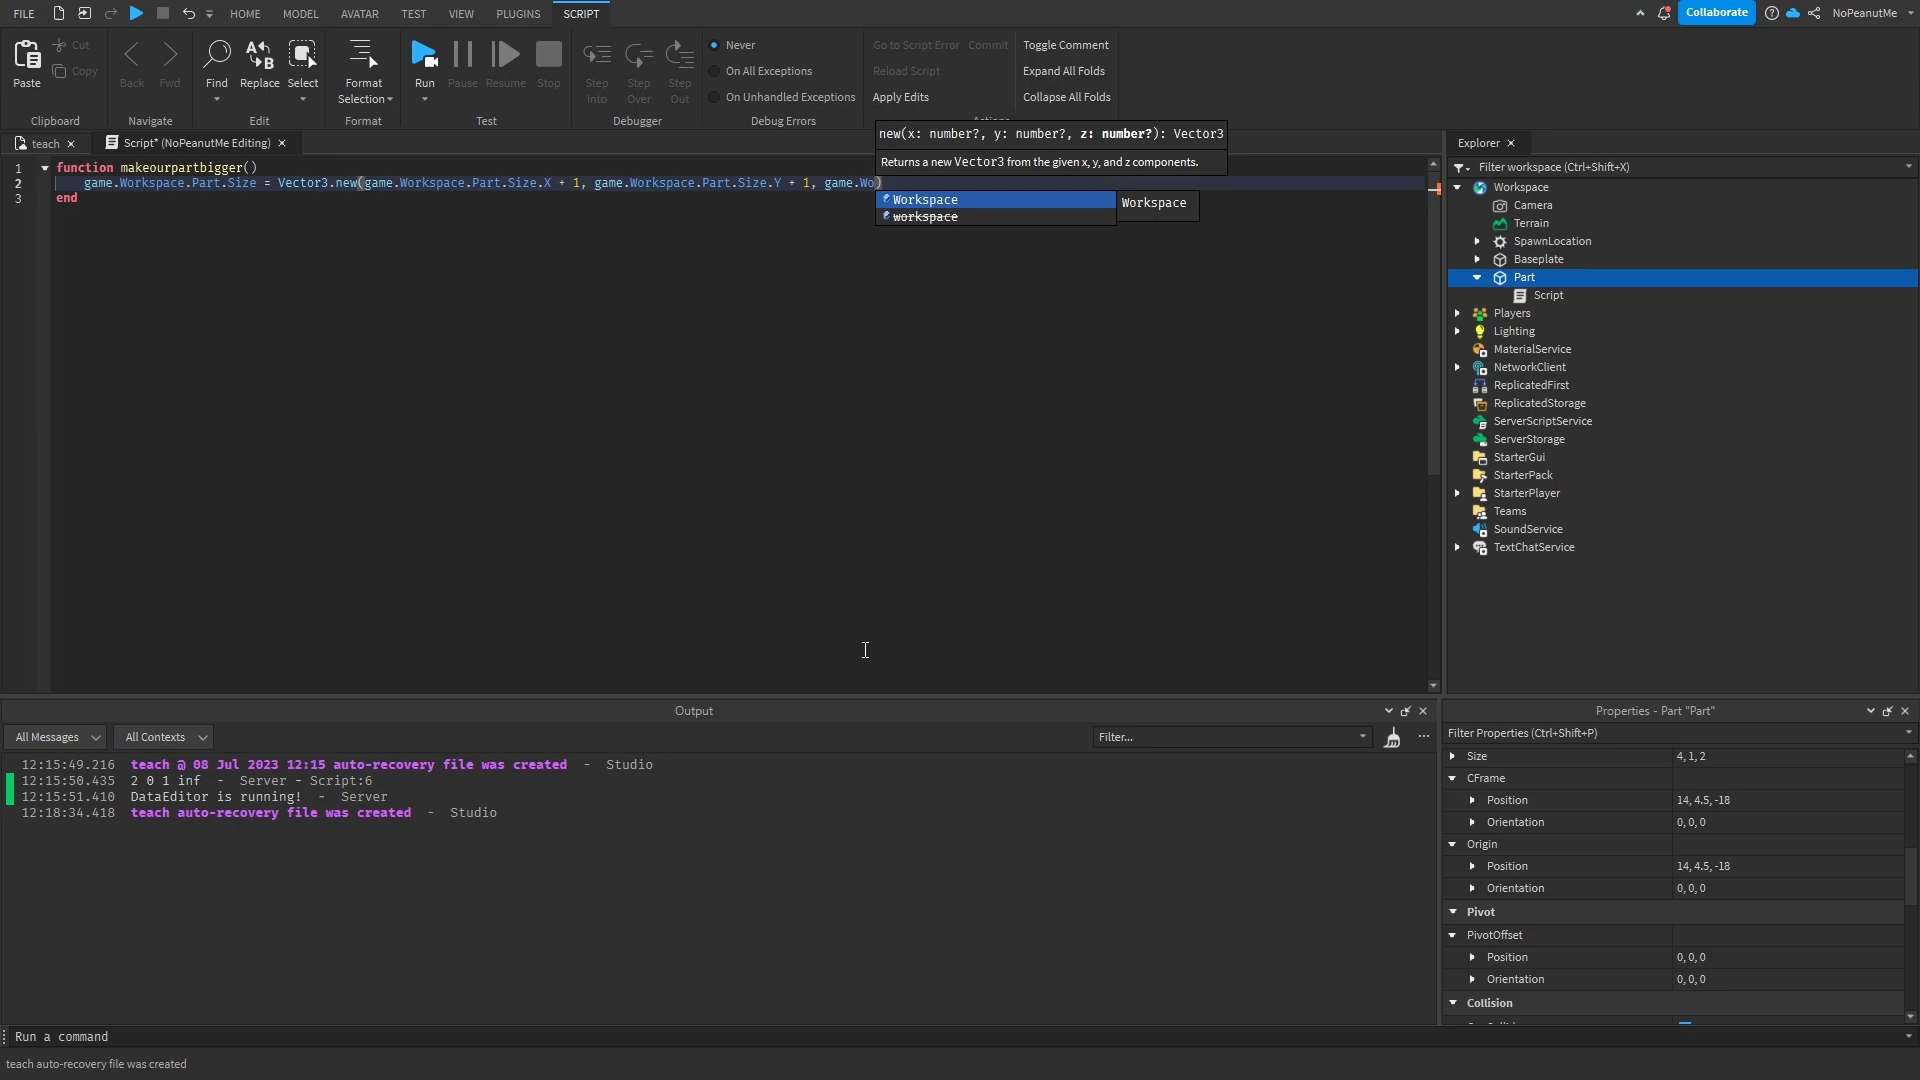 FILE HOME MODEL AVATAR TEST VIEW PLUGINS SCRIPT Collaborate NoPeanutMe
Paste Cut Copy Back Fwd Find Replace Select Format Selection Run Pause Resume Stop Step Into Step Over Step Out
Never
On All Exceptions
On Unhandled Exceptions
Go to Script Error Commit
Reload Script
Apply Edits
Toggle Comment
Expand All Folds
Collapse All Folds
Clipboard Navigate Edit Format Test Debugger Debug Errors
teach Script* (NoPeanutMe Editing)
new(x: number?, y: number?, z: number?): Vector3
Returns a new Vector3 from the given x, y, and z components.
1 function makeourpartbigger()
2 game.Workspace.Part.Size = Vector3.new(game.Workspace.Part.Size.X + 1, game.Workspace.Part.Size.Y + 1, game.Wo)
3 end
Workspace Workspace
workspace
Explorer
Filter workspace (Ctrl+Shift+X)
Workspace
Camera
Terrain
SpawnLocation
Baseplate
Part
Script
Players
Lighting
MaterialService
NetworkClient
ReplicatedFirst
ReplicatedStorage
ServerScriptService
ServerStorage
StarterGui
StarterPack
StarterPlayer
Teams
SoundService
TextChatService
Output
All Messages All Contexts Filter...
12:15:49.216 teach @ 08 Jul 2023 12:15 auto-recovery file was created - Studio
12:15:50.435 2 0 1 inf - Server - Script:6
12:15:51.410 DataEditor is running! - Server
12:18:34.418 teach auto-recovery file was created - Studio
Properties - Part "Part"
Filter Properties (Ctrl+Shift+P)
Size 4, 1, 2
CFrame
Position 14, 4.5, -18
Orientation 0, 0, 0
Origin
Position 14, 4.5, -18
Orientation 0, 0, 0
Pivot
PivotOffset
Position 0, 0, 0
Orientation 0, 0, 0
Collision
Run a command
teach auto-recovery file was created